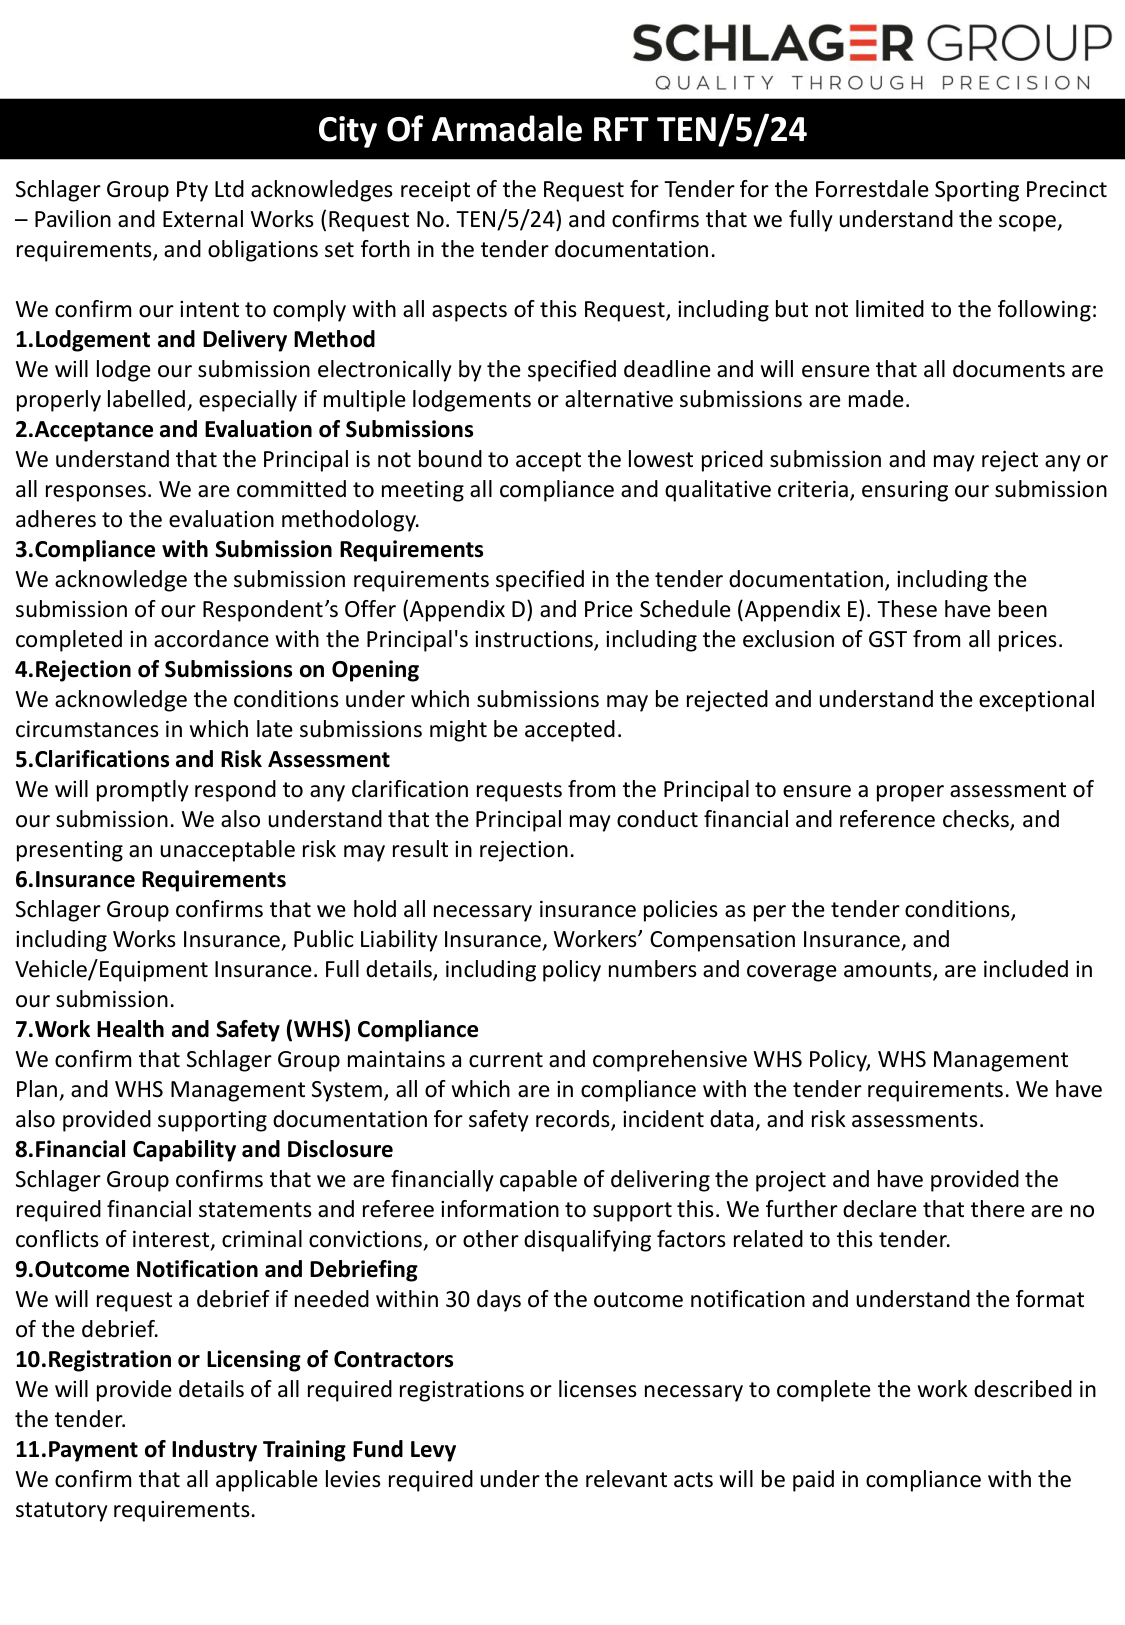 SCHLAGER GROUP
QUALITY THROUGH PRECISION
City Of Armadale RFT TEN/5/24
Schlager Group Pty Ltd acknowledges receipt of the Request for Tender for the Forrestdale Sporting Precinct
– Pavilion and External Works (Request No. TEN/5/24) and confirms that we fully understand the scope,
requirements, and obligations set forth in the tender documentation.
We confirm our intent to comply with all aspects of this Request, including but not limited to the following:
1.Lodgement and Delivery Method
We will lodge our submission electronically by the specified deadline and will ensure that all documents are
properly labelled, especially if multiple lodgements or alternative submissions are made.
2.Acceptance and Evaluation of Submissions
We understand that the Principal is not bound to accept the lowest priced submission and may reject any or
all responses. We are committed to meeting all compliance and qualitative criteria, ensuring our submission
adheres to the evaluation methodology.
3.Compliance with Submission Requirements
We acknowledge the submission requirements specified in the tender documentation, including the
submission of our Respondent’s Offer (Appendix D) and Price Schedule (Appendix E). These have been
completed in accordance with the Principal's instructions, including the exclusion of GST from all prices.
4.Rejection of Submissions on Opening
We acknowledge the conditions under which submissions may be rejected and understand the exceptional
circumstances in which late submissions might be accepted.
5.Clarifications and Risk Assessment
We will promptly respond to any clarification requests from the Principal to ensure a proper assessment of
our submission. We also understand that the Principal may conduct financial and reference checks, and
presenting an unacceptable risk may result in rejection.
6.Insurance Requirements
Schlager Group confirms that we hold all necessary insurance policies as per the tender conditions,
including Works Insurance, Public Liability Insurance, Workers’ Compensation Insurance, and
Vehicle/Equipment Insurance. Full details, including policy numbers and coverage amounts, are included in
our submission.
7.Work Health and Safety (WHS) Compliance
We confirm that Schlager Group maintains a current and comprehensive WHS Policy, WHS Management
Plan, and WHS Management System, all of which are in compliance with the tender requirements. We have
also provided supporting documentation for safety records, incident data, and risk assessments.
8.Financial Capability and Disclosure
Schlager Group confirms that we are financially capable of delivering the project and have provided the
required financial statements and referee information to support this. We further declare that there are no
conflicts of interest, criminal convictions, or other disqualifying factors related to this tender.
9.Outcome Notification and Debriefing
We will request a debrief if needed within 30 days of the outcome notification and understand the format
of the debrief.
10.Registration or Licensing of Contractors
We will provide details of all required registrations or licenses necessary to complete the work described in
the tender.
11.Payment of Industry Training Fund Levy
We confirm that all applicable levies required under the relevant acts will be paid in compliance with the
statutory requirements.